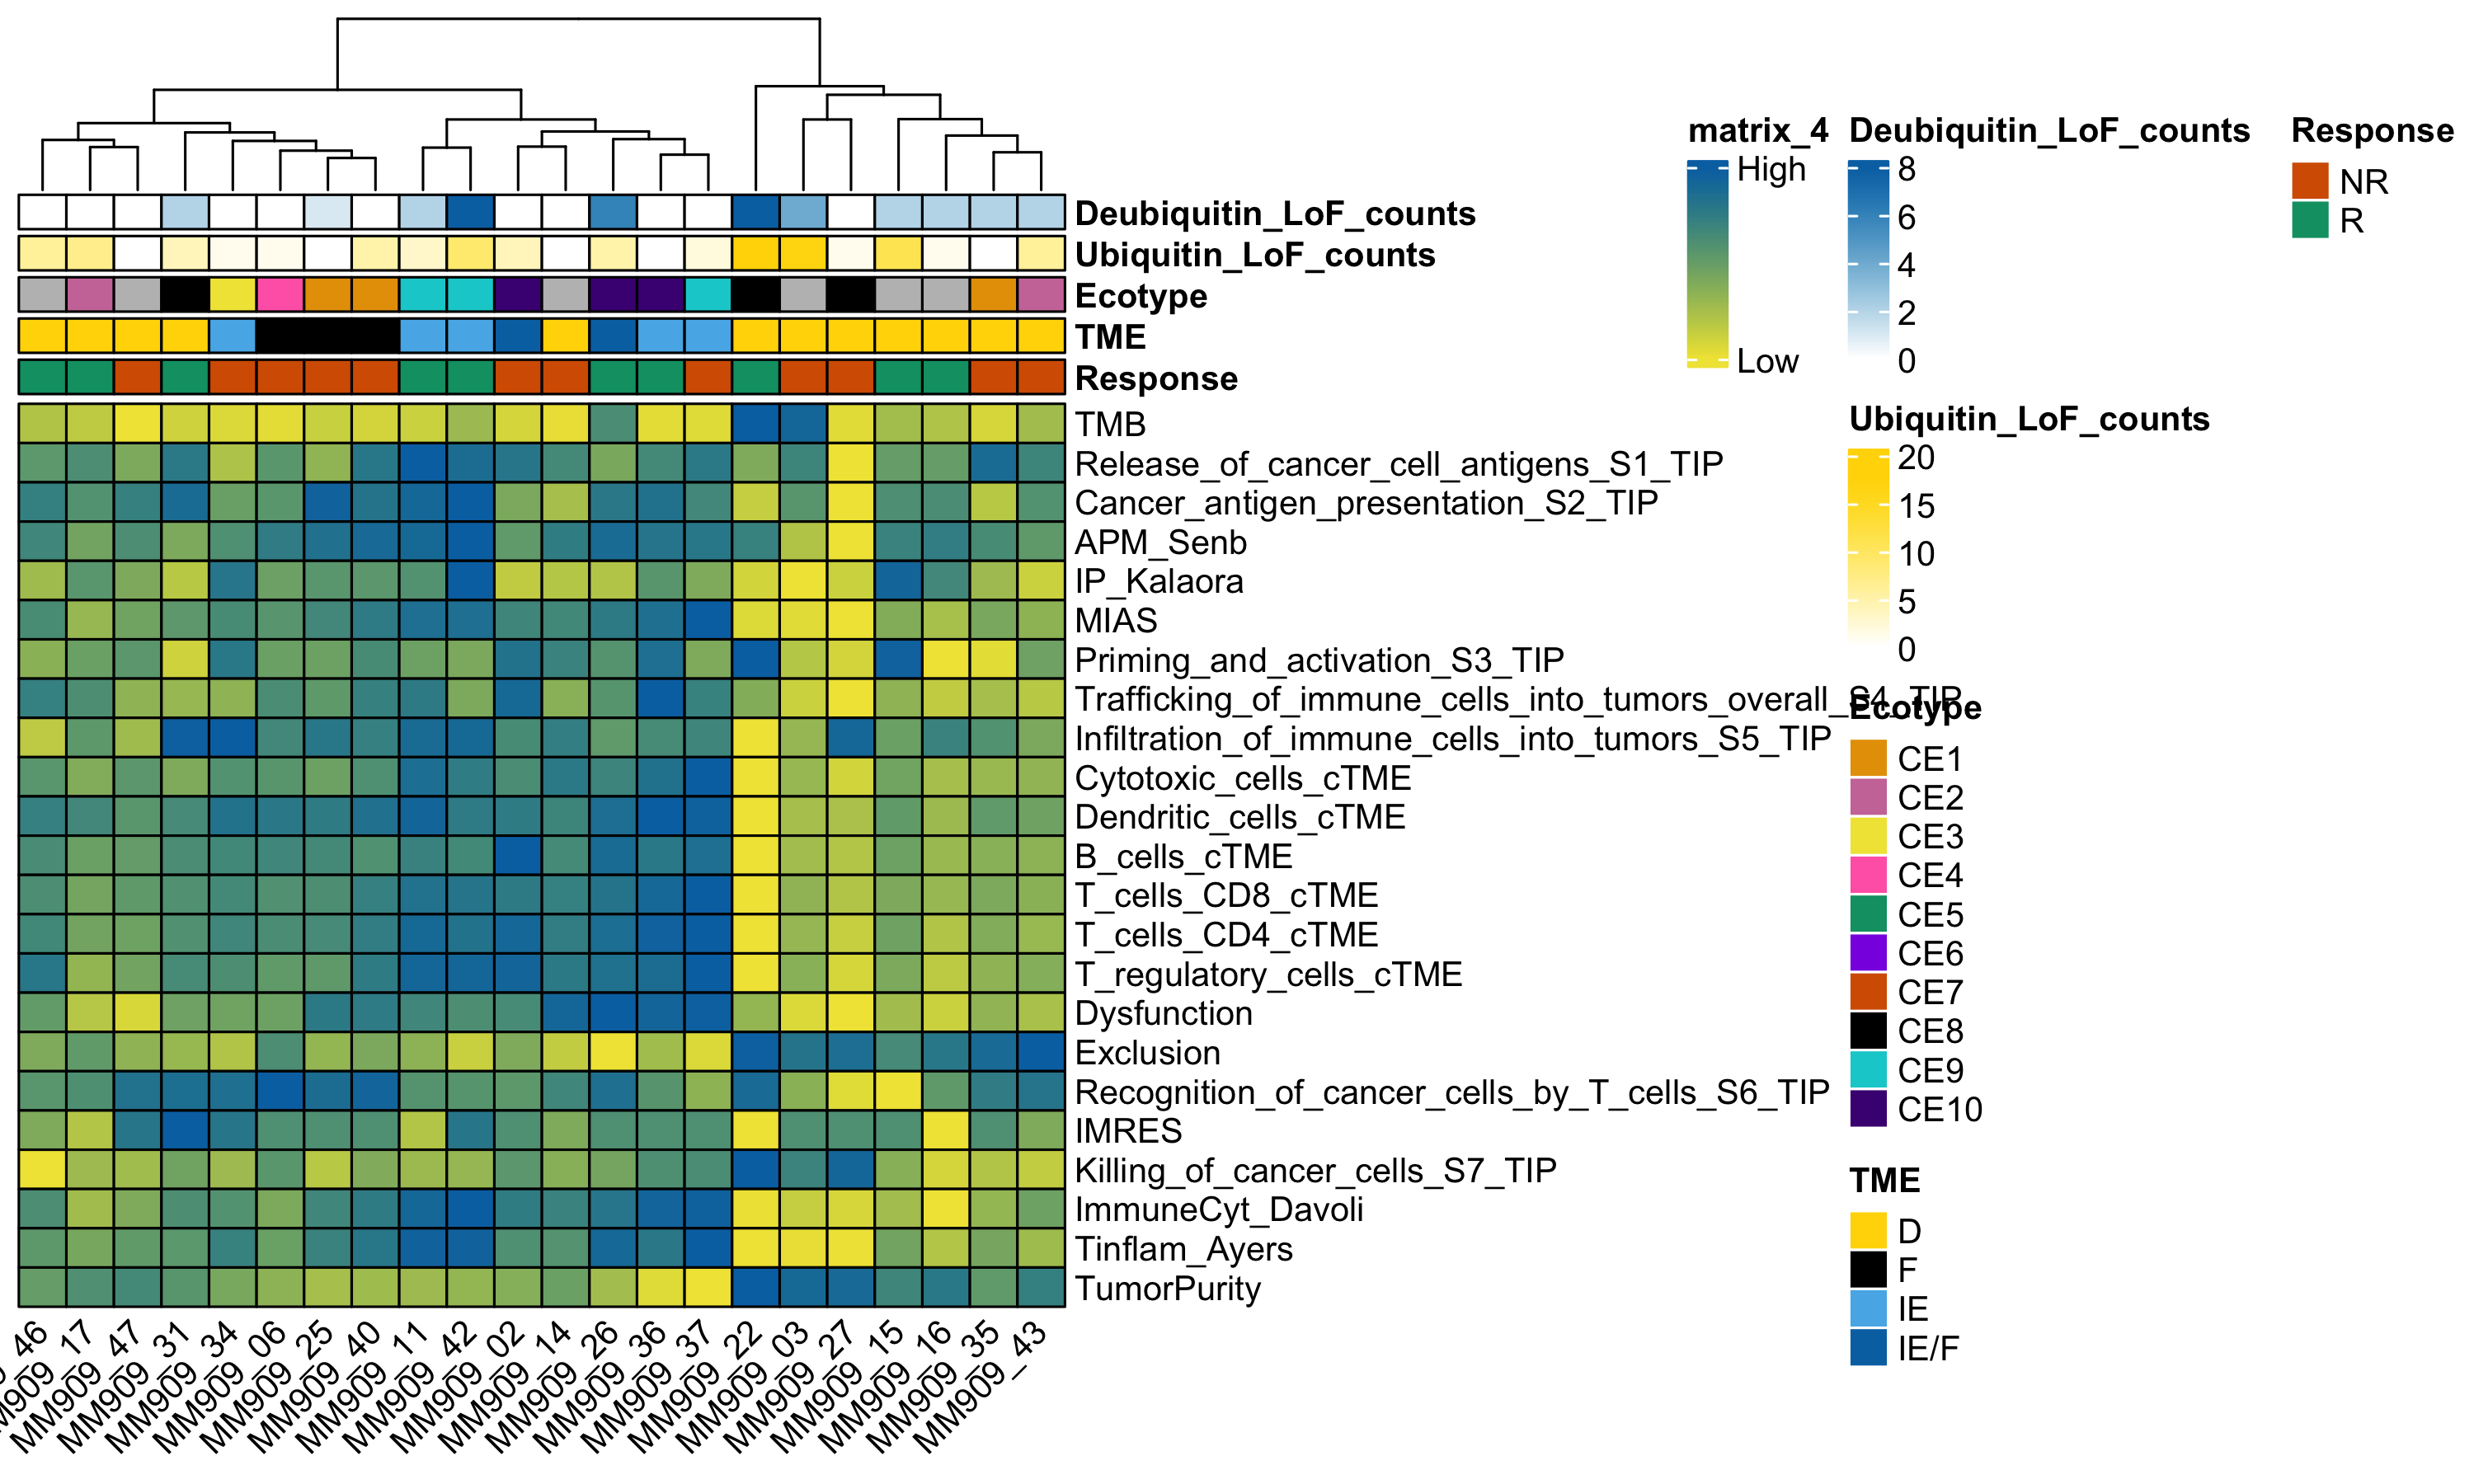 matrix_4
High
Low
Deubiquitin_LoF_counts
8
6
4
2
0
Response
NR
R
Deubiquitin_LoF_counts
Ubiquitin_LoF_counts
Ecotype
TME
Response
Ubiquitin_LoF_counts
20
15
10
5
0
TMB
Release_of_cancer_cell_antigens_S1_TIP
Cancer_antigen_presentation_S2_TIP
APM_Senb
IP_Kalaora
MIAS
Priming_and_activation_S3_TIP
Trafficking_of_immune_cells_into_tumors_overall_S4_TIP
Infiltration_of_immune_cells_into_tumors_S5_TIP
Cytotoxic_cells_cTME
Dendritic_cells_cTME
B_cells_cTME
T_cells_CD8_cTME
T_cells_CD4_cTME
T_regulatory_cells_cTME
Dysfunction
Exclusion
Recognition_of_cancer_cells_by_T_cells_S6_TIP
IMRES
Killing_of_cancer_cells_S7_TIP
ImmuneCyt_Davoli
Tinflam_Ayers
TumorPurity
Ecotype
CE1
CE2
CE3
CE4
CE5
CE6
CE7
CE8
CE9
CE10
TME
D
F
IE
IE/F
46
MM909_17
MM909_47
MM909_31
MM909_34
MM909_06
MM909_25
MM909_40
MM909_11
MM909_42
MM909_02
MM909_14
MM909_26
MM909_36
MM909_37
MM909_22
MM909_03
MM909_27
MM909_15
MM909_16
MM909_35
MM909_43